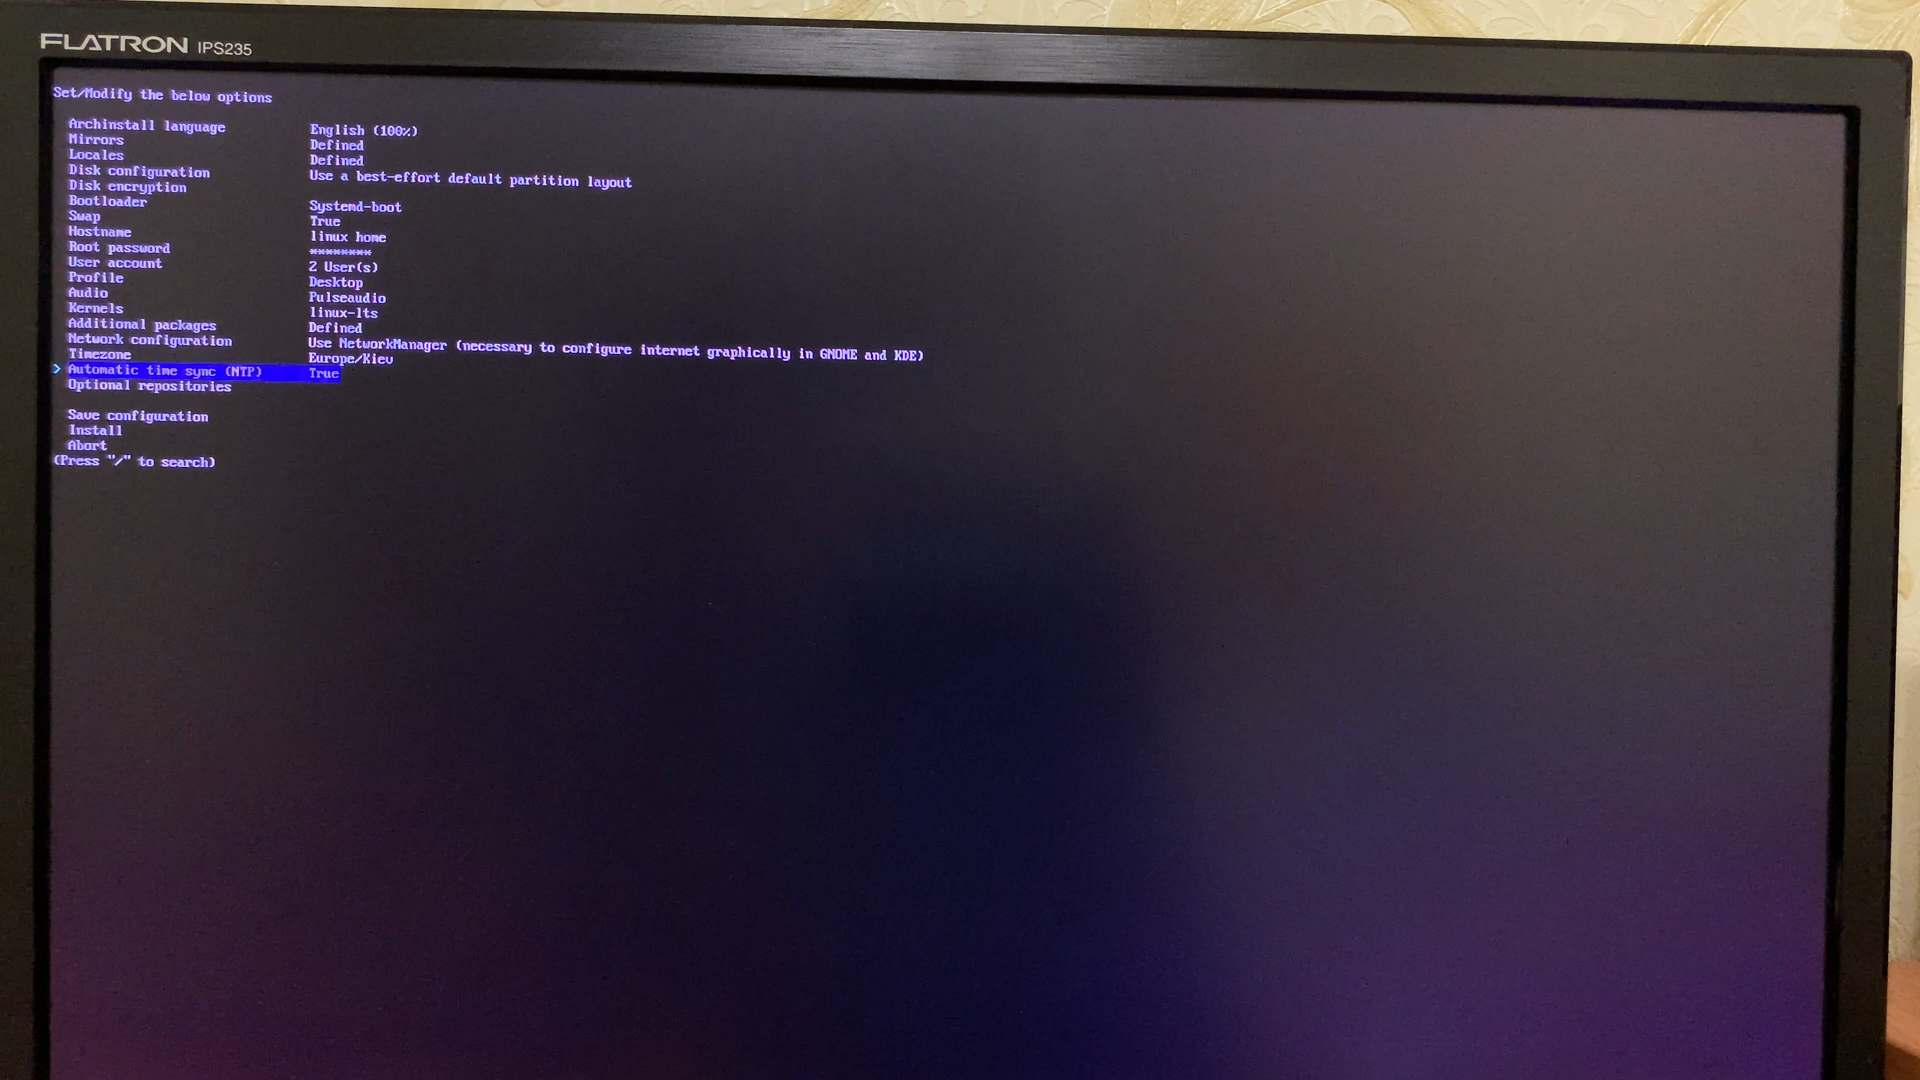 FLATRON IPS235
Set/Modify the below options
Archinstall language English (100%)
Mirrors Defined
Locales Defined
Disk configuration Use a best-effort default partition layout
Disk encryption
Bootloader Systemd-boot
Swap True
Hostname linux home
Root password ********
User account 2 User(s)
Profile Desktop
Audio Pulseaudio
Kernels linux-lts
Additional packages Defined
Network configuration Use NetworkManager (necessary to configure internet graphically in GNOME and KDE)
Timezone Europe/Kiev
> Automatic time sync (NTP) True
Optional repositories
Save configuration
Install
Abort
(Press "/" to search)